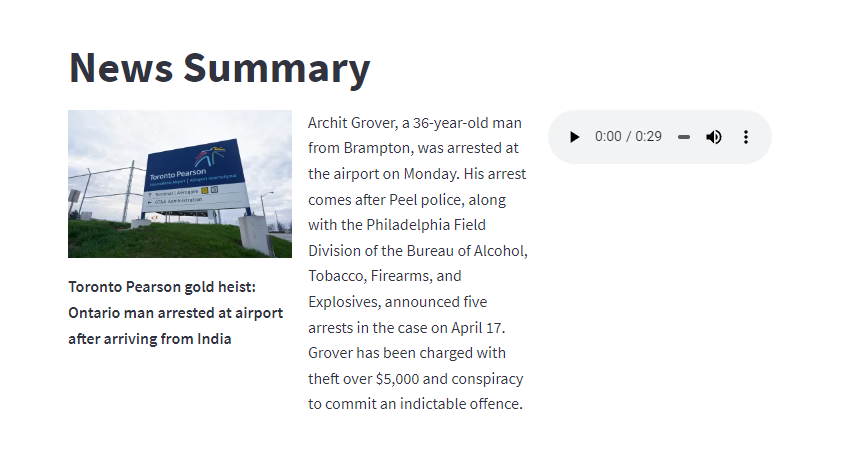 News Summary
Toronto Pearson
Terminal | Aérogare 1 3
GTAA Administration
Toronto Pearson gold heist:
Ontario man arrested at airport
after arriving from India
Archit Grover, a 36-year-old man
from Brampton, was arrested at
the airport on Monday. His arrest
comes after Peel police, along
with the Philadelphia Field
Division of the Bureau of Alcohol,
Tobacco, Firearms, and
Explosives, announced five
arrests in the case on April 17.
Grover has been charged with
theft over $5,000 and conspiracy
to commit an indictable offence.
0:00 / 0:29